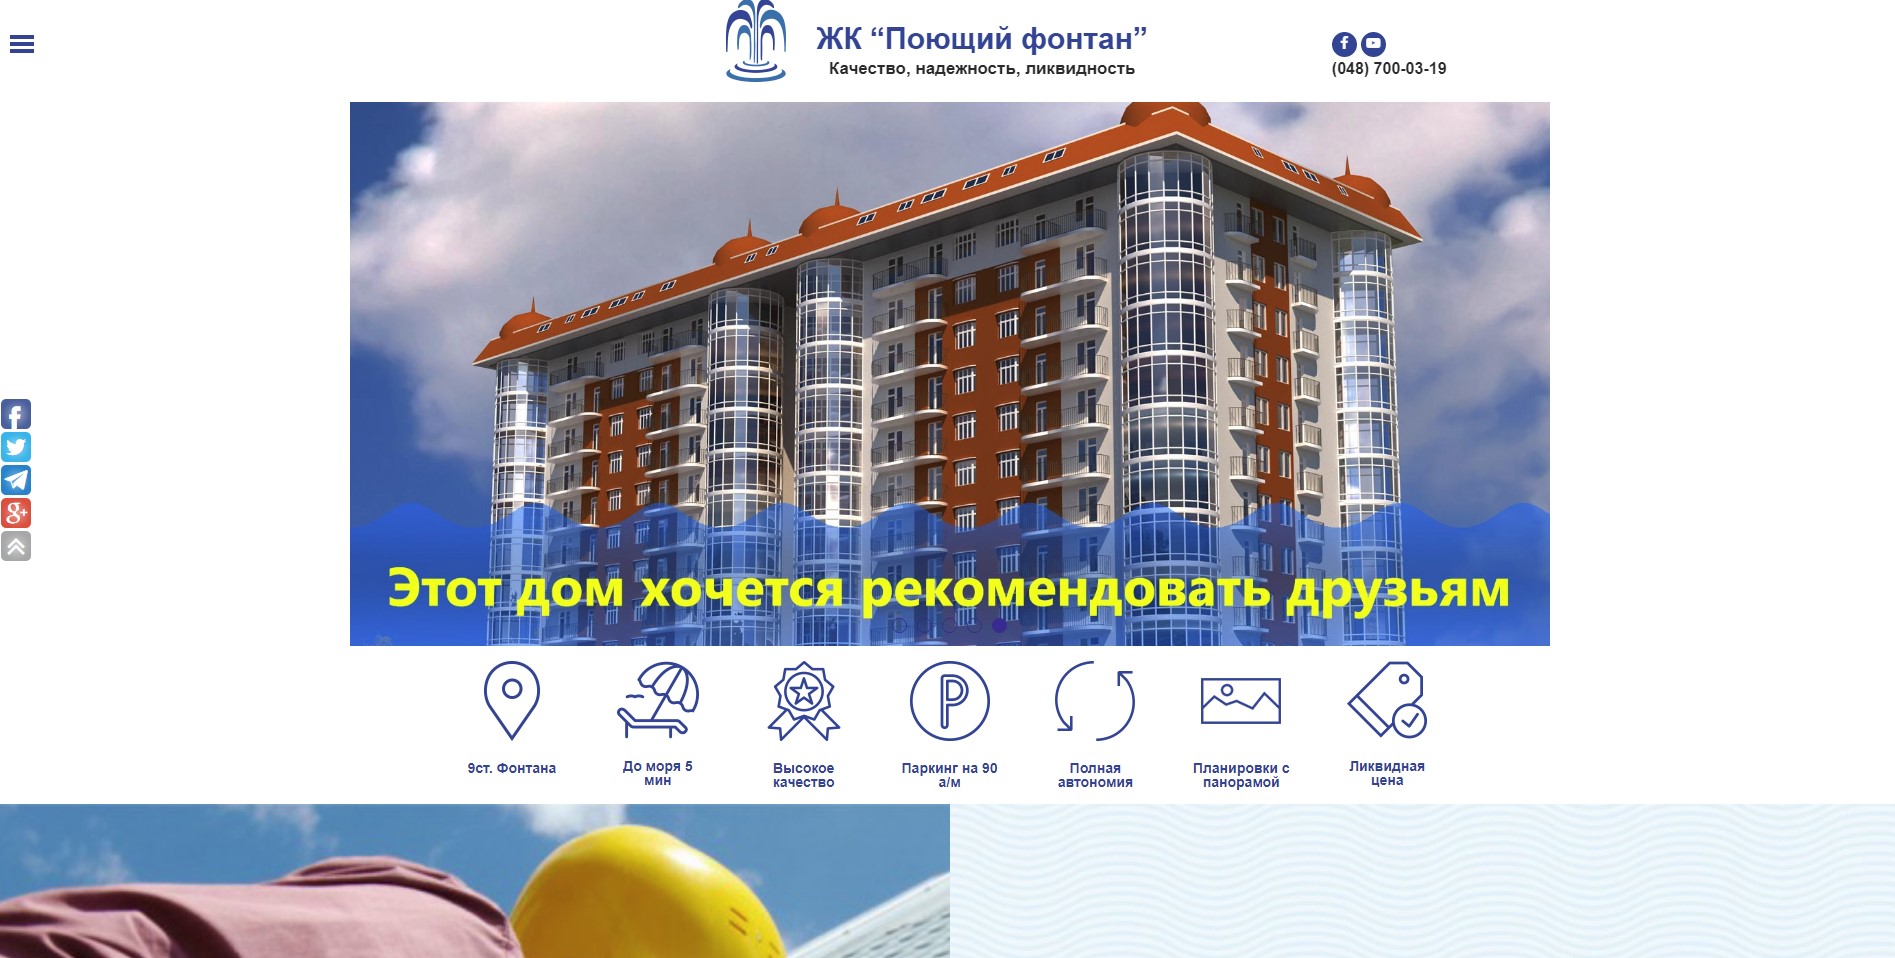 ЖК “Поющий фонтан”
Качество, надежность, ликвидность
(048) 700-03-19
Этот дом хочется рекомендовать друзьям
9ст. Фонтана
До моря 5
мин
Высокое
качество
Паркинг на 90
а/м
Полная
автономия
Планировки с
панорамой
Ликвидная
цена